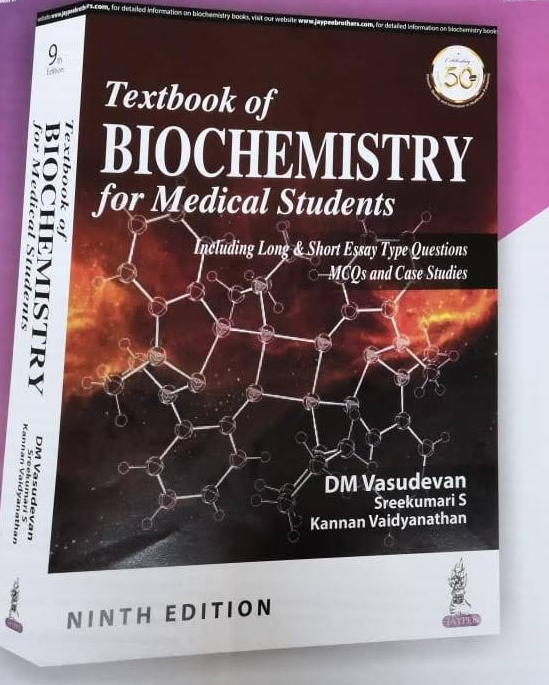 website www.jaypeebrothers.com, for detailed information on biochemistry books, visit our website www.jaypeebrothers.com, for detailed information on biochemistry books
9th
Edition
Textbook of
BIOCHEMISTRY
for Medical Students
DM Vasudevan
Sreekumari S
Kannan Vaidyanathan
Celebrating
50
Textbook of
BIOCHEMISTRY
for Medical Students
Including Long & Short Essay Type Questions
MCQs and Case Studies
DM Vasudevan
Sreekumari S
Kannan Vaidyanathan
NINTH EDITION
JAYPEE